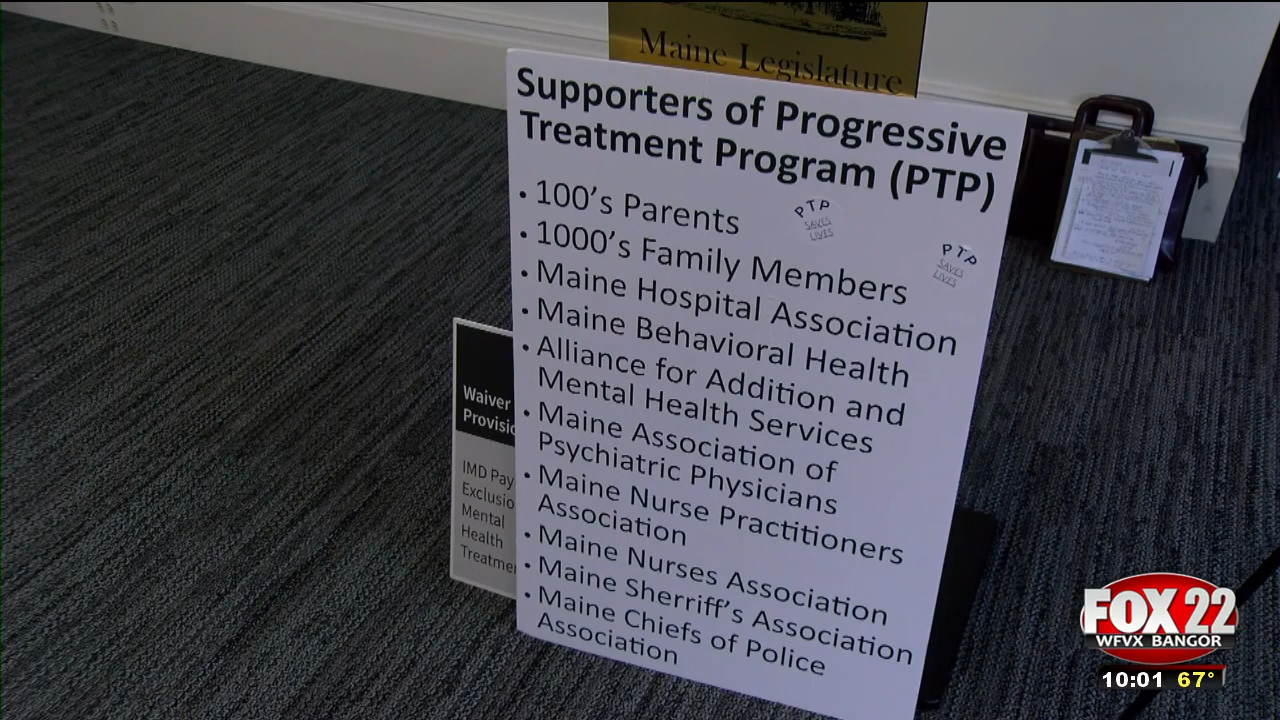 Maine Legislature
Supporters of Progressive
Treatment Program (PTP)
• 100's Parents
• 1000's Family Members
• Maine Hospital Association
• Maine Behavioral Health
• Alliance for Addition and
Mental Health Services
• Maine Association of
Psychiatric Physicians
• Maine Nurse Practitioners
Association
• Maine Nurses Association
• Maine Sherriff's Association
• Maine Chiefs of Police
Association
PTP
SAVES
LIVES
PTP
SAVES
LIVES
Waiver
IMD Pay
Mental
Health
FOX 22
WFVX BANGOR
10:01 67°